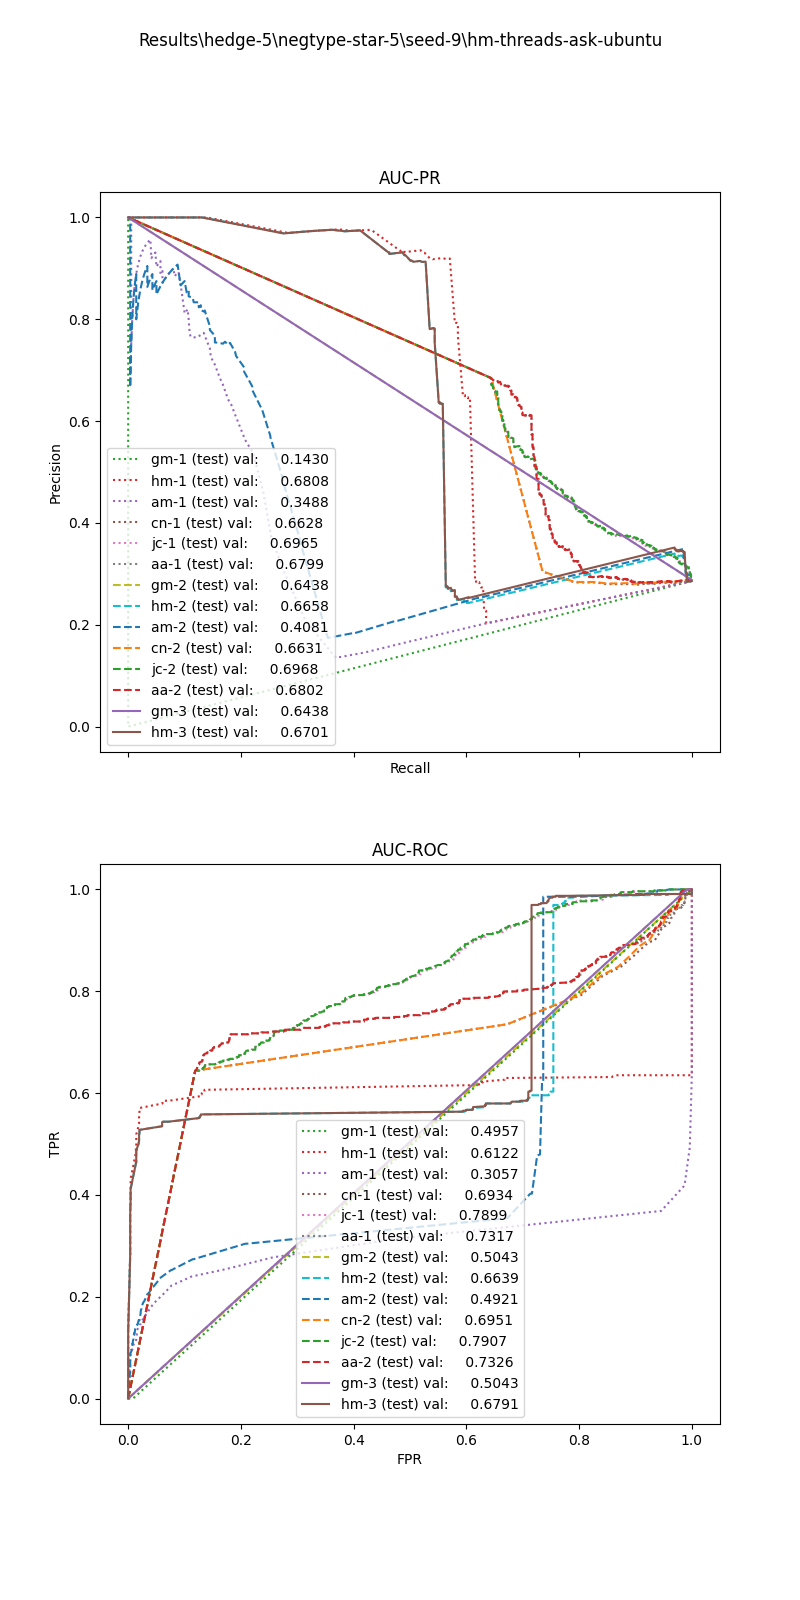 Results\hedge-5\negtype-star-5\seed-9\hm-threads-ask-ubuntu
AUC-PR
1.0
0.8
0.6
0.4
0.2
0.0
Precision
gm-1 (test) val: 0.1430
hm-1 (test) val: 0.6808
am-1 (test) val: 0.3488
cn-1 (test) val: 0.6628
jc-1 (test) val: 0.6965
aa-1 (test) val: 0.6799
gm-2 (test) val: 0.6438
hm-2 (test) val: 0.6658
am-2 (test) val: 0.4081
cn-2 (test) val: 0.6631
jc-2 (test) val: 0.6968
aa-2 (test) val: 0.6802
gm-3 (test) val: 0.6438
hm-3 (test) val: 0.6701
Recall
AUC-ROC
1.0
0.8
0.6
0.4
0.2
0.0
TPR
gm-1 (test) val: 0.4957
hm-1 (test) val: 0.6122
am-1 (test) val: 0.3057
cn-1 (test) val: 0.6934
jc-1 (test) val: 0.7899
aa-1 (test) val: 0.7317
gm-2 (test) val: 0.5043
hm-2 (test) val: 0.6639
am-2 (test) val: 0.4921
cn-2 (test) val: 0.6951
jc-2 (test) val: 0.7907
aa-2 (test) val: 0.7326
gm-3 (test) val: 0.5043
hm-3 (test) val: 0.6791
0.0 0.2 0.4 0.6 0.8 1.0
FPR